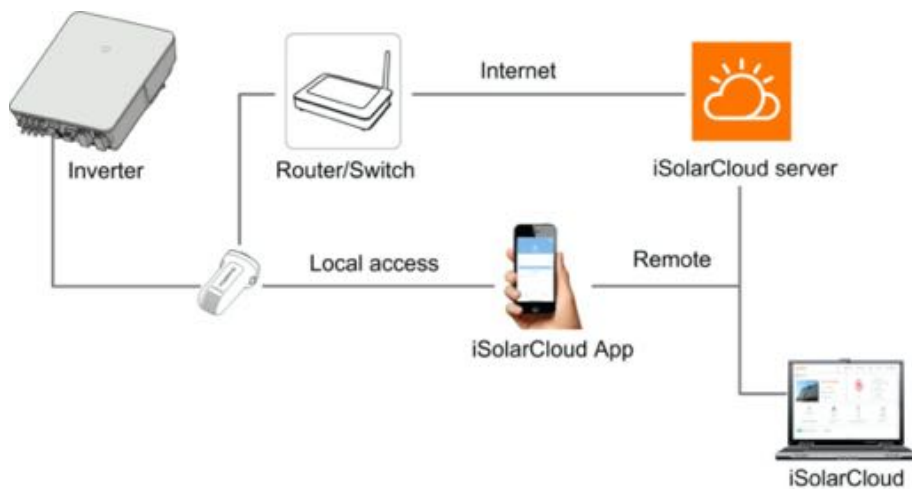 Internet
Inverter
Router/Switch
iSolarCloud server
Local access
Remote
iSolarCloud App
iSolarCloud